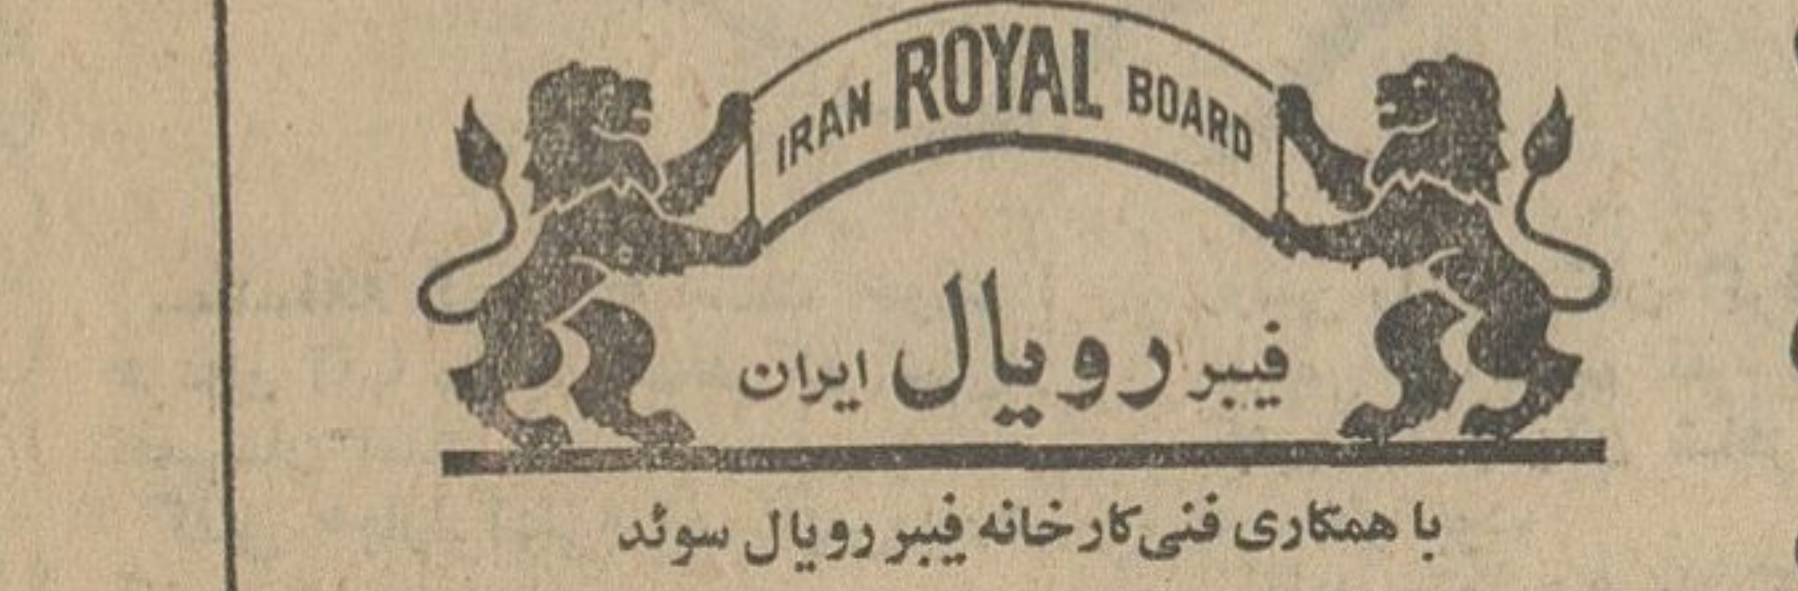 IRAN ROYAL BOARD
فیبر رویال ایران
با همکاری فنی کارخانه فیبر رویال سوئد